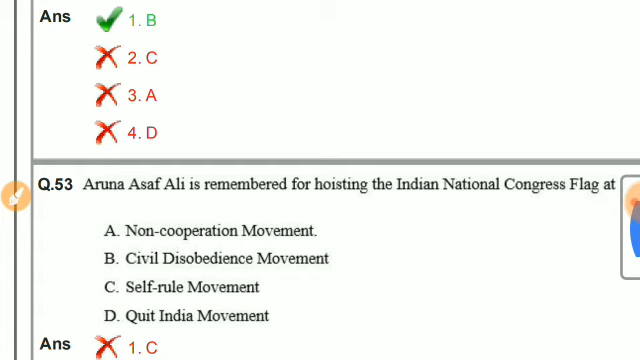 Ans 1. B
2. C
3. A
4. D
Q.53 Aruna Asaf Ali is remembered for hoisting the Indian National Congress Flag at
A. Non-cooperation Movement.
B. Civil Disobedience Movement
C. Self-rule Movement
D. Quit India Movement
Ans 1. C